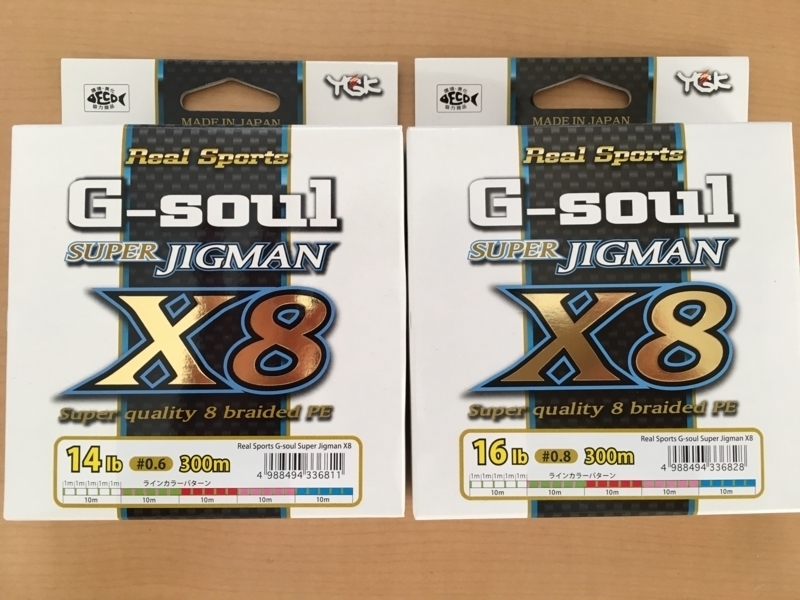 ECO
YGK
MADE IN JAPAN
Real Sports
G-soul
SUPER JIGMAN
X8
Super quality 8 braided PE
14lb #0.6 300m
Real Sports G-soul Super Jigman X8
4 988494 336811
1m 1m 1m 1m 1m
ラインカラーパターン
10m 10m 10m 10m 10m
ECO
YGK
MADE IN JAPAN
Real Sports
G-soul
SUPER JIGMAN
X8
Super quality 8 braided PE
16lb #0.8 300m
Real Sports G-soul Super Jigman X8
4 988494 336828
1m 1m 1m 1m 1m
ラインカラーパターン
10m 10m 10m 10m 10m